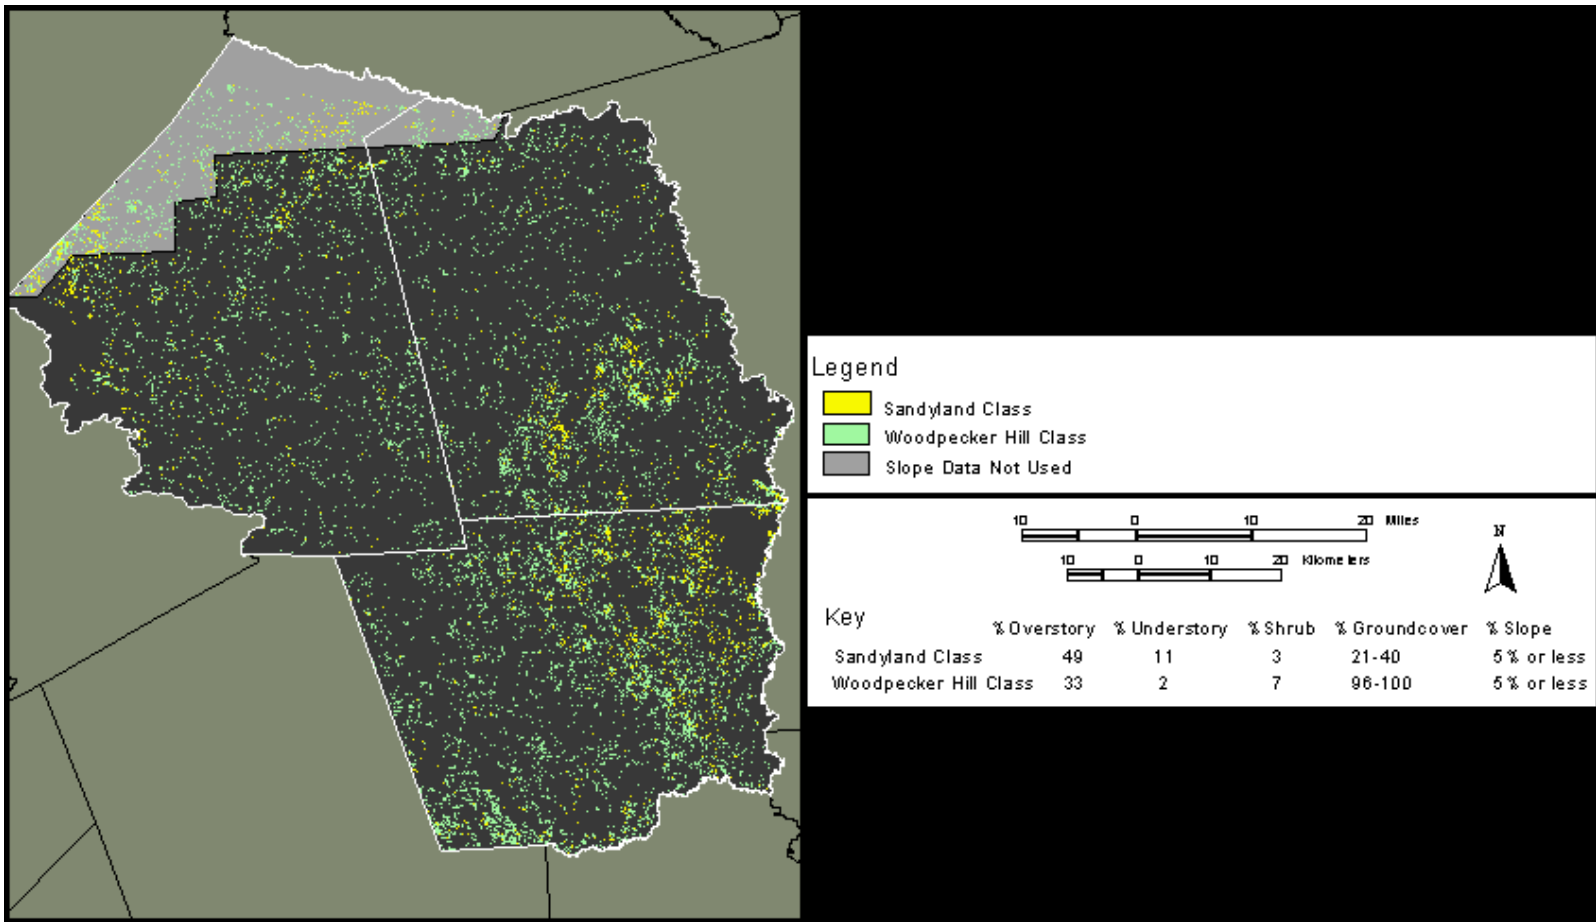 Legend
Sandyland Class
Woodpecker Hill Class
Slope Data Not Used
10 0 10 20 Miles
10 0 10 20 Kilometers
N
Key
% Overstory % Understory % Shrub % Groundcover % Slope
Sandyland Class 49 11 3 21-40 5 % or less
Woodpecker Hill Class 33 2 7 96-100 5 % or less